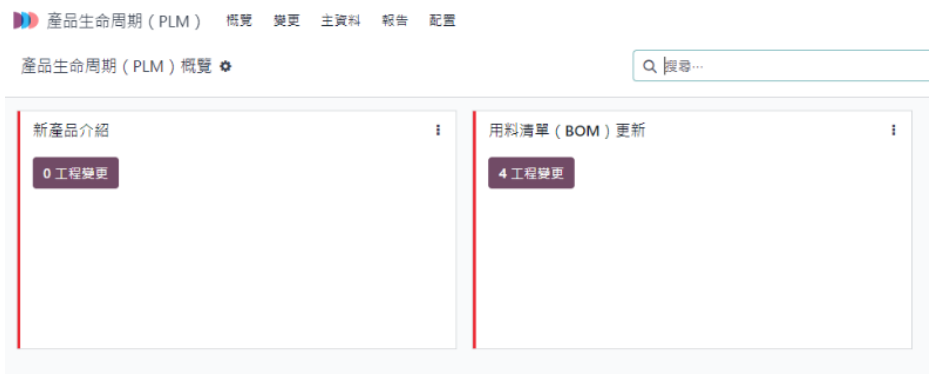 產品生命周期（PLM） 概覽 變更 主資料 報告 配置
產品生命周期（PLM）概覽
搜尋...
新產品介紹
0 工程變更
用料清單（BOM）更新
4 工程變更